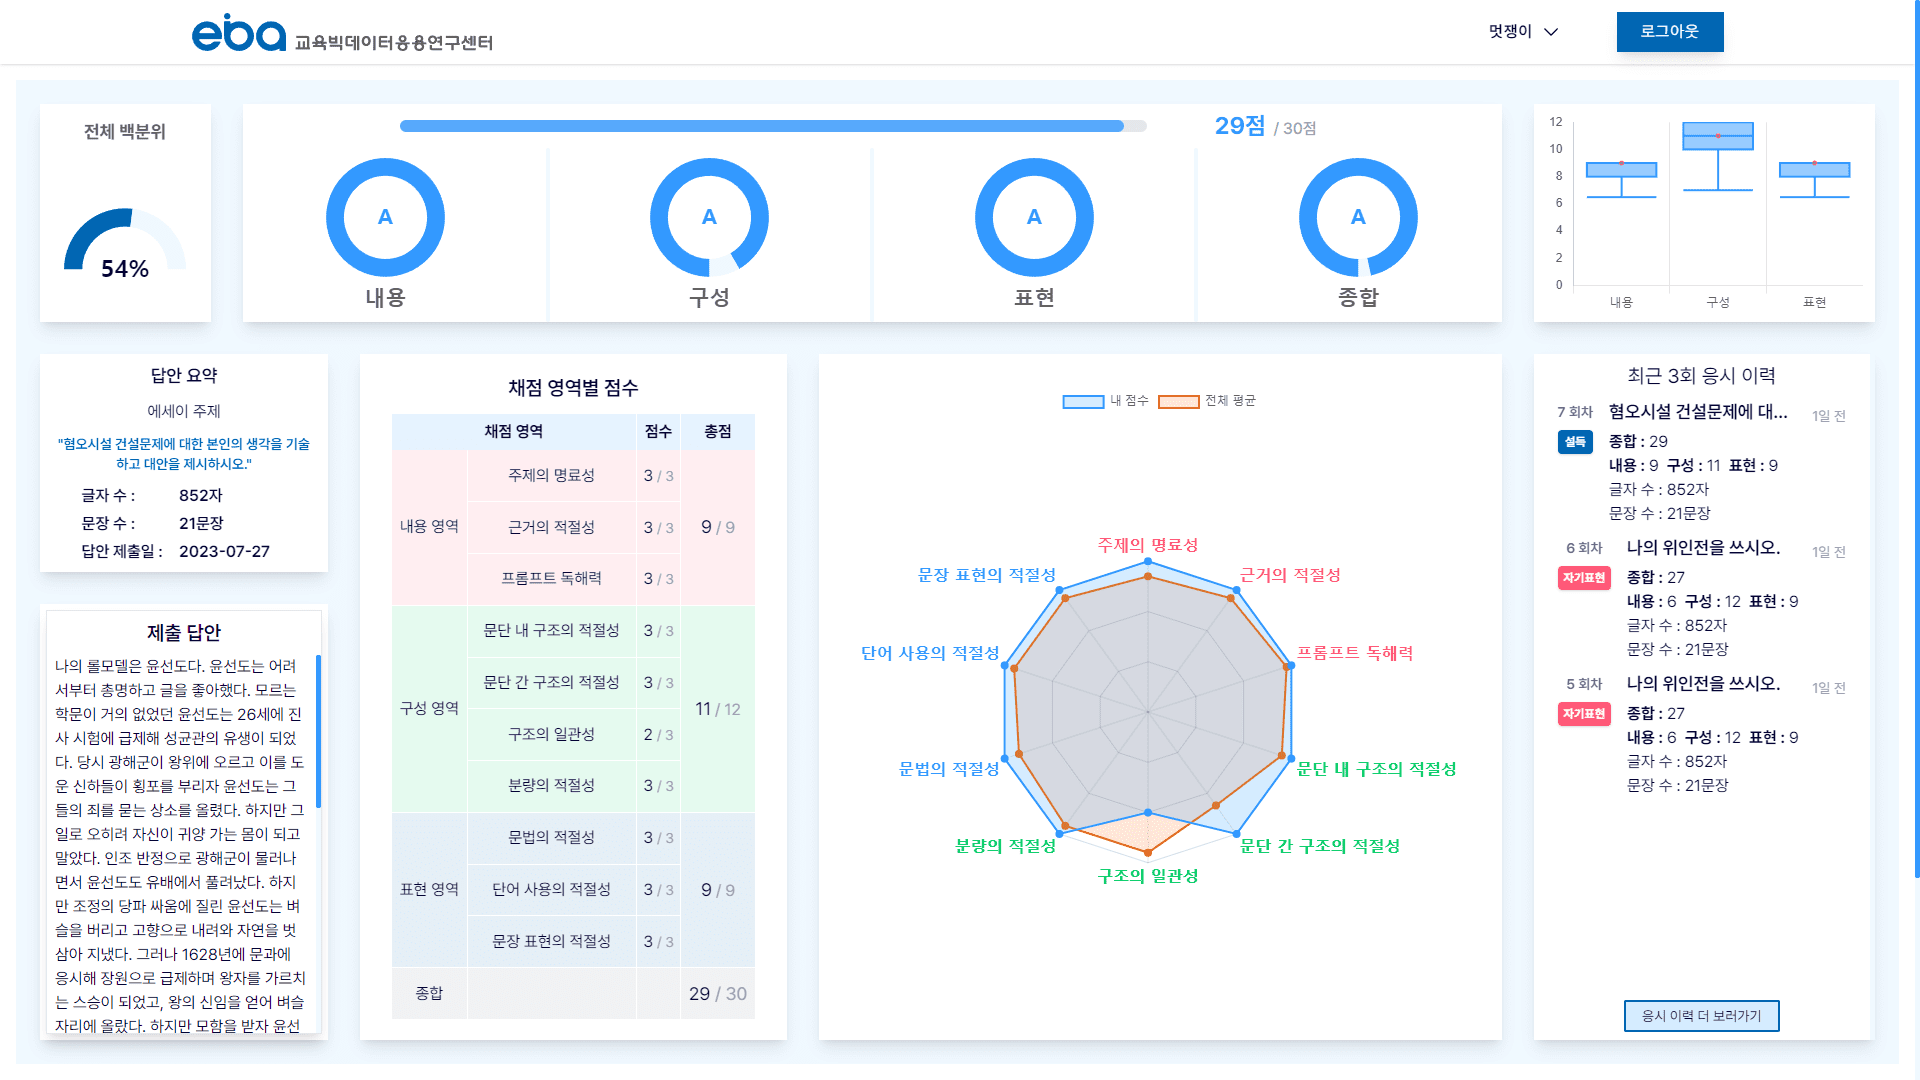 eba 교육빅데이터응용연구센터
멋쟁이
로그아웃
전체 백분위
54%
29점 / 30점
A
내용
A
구성
A
표현
A
종합
12
10
8
6
4
2
0
내용
구성
표현
답안 요약
에세이 주제
"혐오시설 건설문제에 대한 본인의 생각을 기술
하고 대안을 제시하시오."
글자 수 : 852자
문장 수 : 21문장
답안 제출일 : 2023-07-27
제출 답안
나의 롤모델은 윤선도다. 윤선도는 어려
서부터 총명하고 글을 좋아했다. 모르는
학문이 거의 없었던 윤선도는 26세에 진
사 시험에 급제해 성균관의 유생이 되었
다. 당시 광해군이 왕위에 오르고 이를 도
운 신하들이 횡포를 부리자 윤선도는 그
들의 죄를 묻는 상소를 올렸다. 하지만 그
일로 오히려 자신이 귀양 가는 몸이 되고
말았다. 인조 반정으로 광해군이 물러나
면서 윤선도도 유배에서 풀려났다. 하지
만 조정의 당파 싸움에 질린 윤선도는 벼
슬을 버리고 고향으로 내려와 자연을 벗
삼아 지냈다. 그러나 1628년에 문과에
응시해 장원으로 급제하며 왕자를 가르치
는 스승이 되었고, 왕의 신임을 얻어 벼슬
자리에 올랐다. 하지만 모함을 받자 윤선
채점 영역별 점수
채점 영역 점수 총점
내용 영역
주제의 명료성 3 / 3
근거의 적절성 3 / 3
프롬프트 독해력 3 / 3
9 / 9
구성 영역
문단 내 구조의 적절성 3 / 3
문단 간 구조의 적절성 3 / 3
구조의 일관성 2 / 3
분량의 적절성 3 / 3
11 / 12
표현 영역
문법의 적절성 3 / 3
단어 사용의 적절성 3 / 3
문장 표현의 적절성 3 / 3
9 / 9
종합 29 / 30
내 점수 전체 평균
주제의 명료성
근거의 적절성
프롬프트 독해력
문단 내 구조의 적절성
문단 간 구조의 적절성
구조의 일관성
분량의 적절성
문법의 적절성
단어 사용의 적절성
문장 표현의 적절성
최근 3회 응시 이력
7 회차 혐오시설 건설문제에 대... 1일 전
설득 종합 : 29
내용 : 9 구성 : 11 표현 : 9
글자 수 : 852자
문장 수 : 21문장
6 회차 나의 위인전을 쓰시오. 1일 전
자기표현 종합 : 27
내용 : 6 구성 : 12 표현 : 9
글자 수 : 852자
문장 수 : 21문장
5 회차 나의 위인전을 쓰시오. 1일 전
자기표현 종합 : 27
내용 : 6 구성 : 12 표현 : 9
글자 수 : 852자
문장 수 : 21문장
응시 이력 더 보러가기